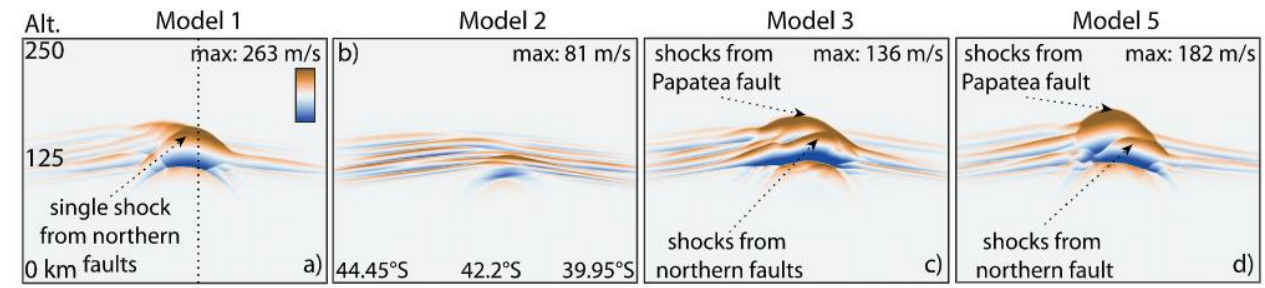 Alt.
Model 1
Model 2
Model 3
Model 5
250
max: 263 m/s
125
single shock
from northern
faults
0 km
a)
b)
max: 81 m/s
44.45°S
42.2°S
39.95°S
shocks from
Papatea fault
max: 136 m/s
shocks from
northern faults
c)
shocks from
Papatea fault
max: 182 m/s
shocks from
northern fault
d)